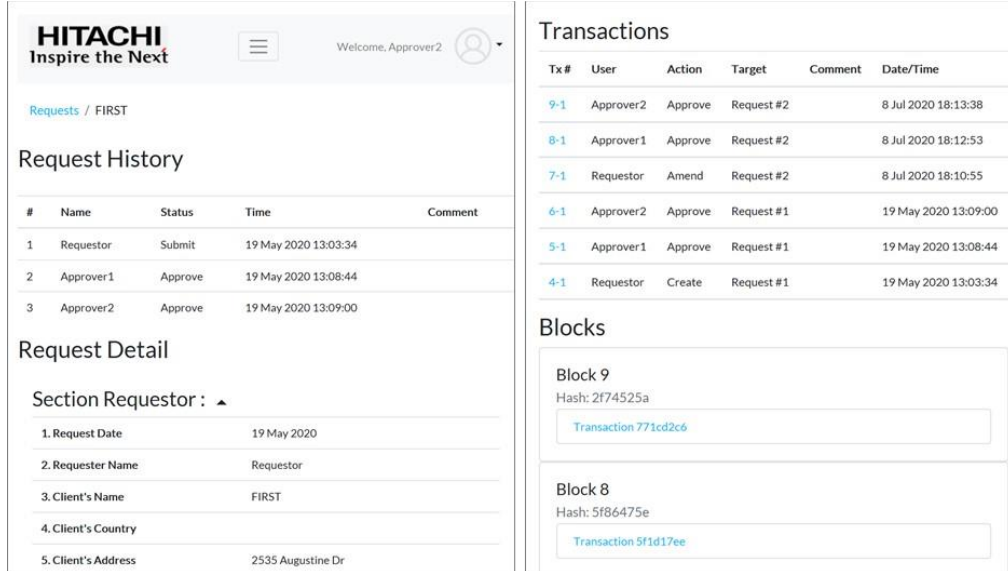 HITACHI
Inspire the Next
Welcome, Approver2
Requests / FIRST
Request History
# Name Status Time Comment
1 Requestor Submit 19 May 2020 13:03:34
2 Approver1 Approve 19 May 2020 13:08:44
3 Approver2 Approve 19 May 2020 13:09:00
Request Detail
Section Requestor :
1. Request Date 19 May 2020
2. Requester Name Requestor
3. Client's Name FIRST
4. Client's Country
5. Client's Address 2535 Augustine Dr
Transactions
Tx # User Action Target Comment Date/Time
9-1 Approver2 Approve Request #2 8 Jul 2020 18:13:38
8-1 Approver1 Approve Request #2 8 Jul 2020 18:12:53
7-1 Requestor Amend Request #2 8 Jul 2020 18:10:55
6-1 Approver2 Approve Request #1 19 May 2020 13:09:00
5-1 Approver1 Approve Request #1 19 May 2020 13:08:44
4-1 Requestor Create Request #1 19 May 2020 13:03:34
Blocks
Block 9
Hash: 2f74525a
Transaction 771cd2c6
Block 8
Hash: 5f86475e
Transaction 5f1d17ee